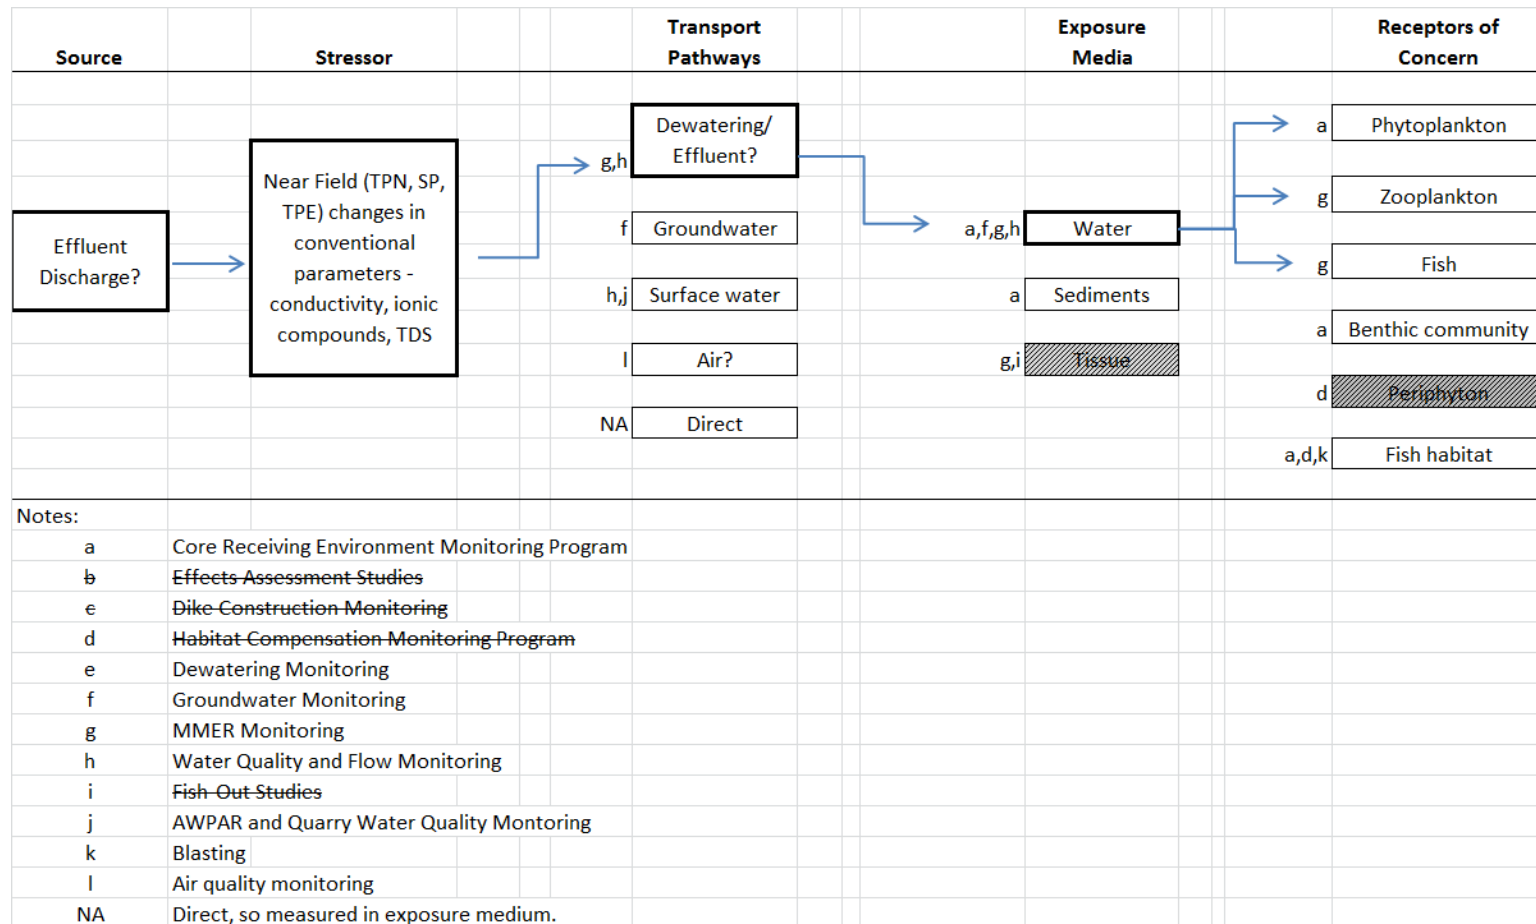 Source
Stressor
Transport
Pathways
Exposure
Media
Receptors of
Concern
Effluent
Discharge?
Near Field (TPN, SP,
TPE) changes in
conventional
parameters -
conductivity, ionic
compounds, TDS
g,h
Dewatering/
Effluent?
f
Groundwater
h,j
Surface water
l
Air?
NA
Direct
a,f,g,h
Water
a
Sediments
g,i
Tissue
a
Phytoplankton
g
Zooplankton
g
Fish
a
Benthic community
d
Periphyton
a,d,k
Fish habitat
Notes:
a Core Receiving Environment Monitoring Program
b Effects Assessment Studies
c Dike Construction Monitoring
d Habitat Compensation Monitoring Program
e Dewatering Monitoring
f Groundwater Monitoring
g MMER Monitoring
h Water Quality and Flow Monitoring
i Fish-Out Studies
j AWPAR and Quarry Water Quality Montoring
k Blasting
l Air quality monitoring
NA Direct, so measured in exposure medium.